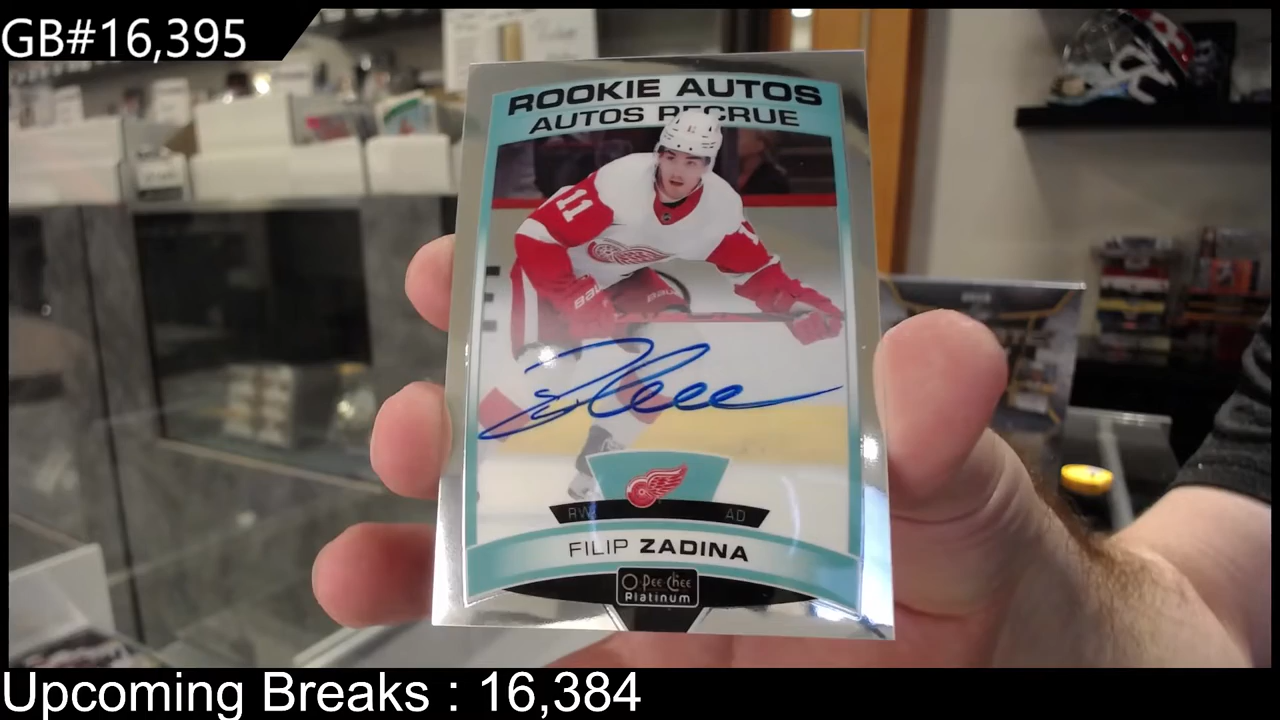 GB#16,395
ROOKIE AUTOS
AUTOS RECRUE
11
RW
AD
FILIP ZADINA
O-Pee-Chee
Platinum
Upcoming Breaks : 16,384